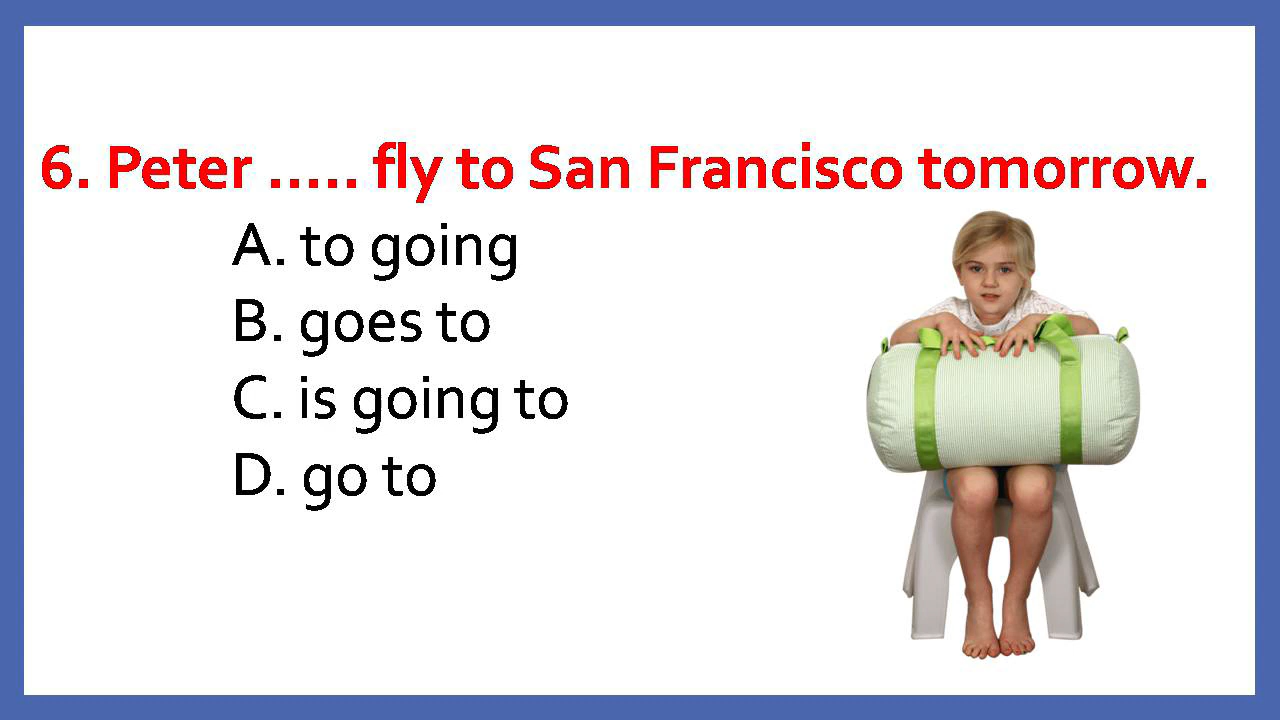 6. Peter ..... fly to San Francisco tomorrow.
A. to going
B. goes to
C. is going to
D. go to